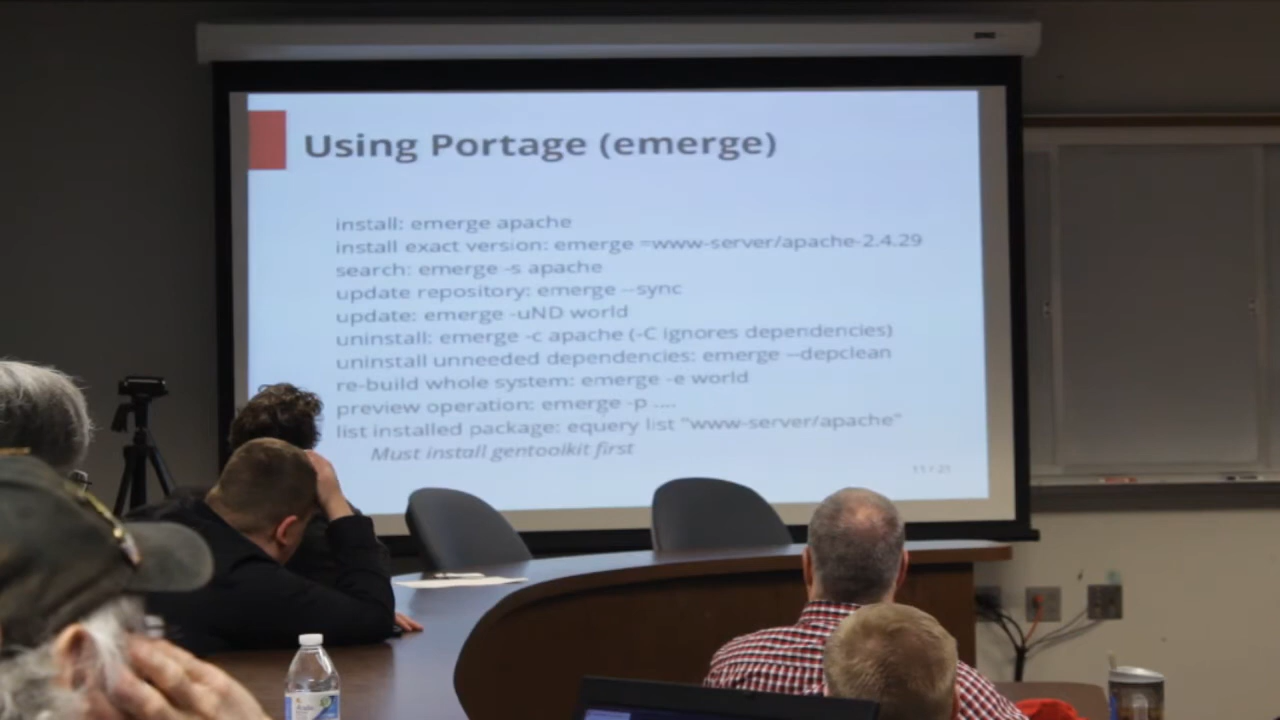 Using Portage (emerge)
install: emerge apache
install exact version: emerge =www-server/apache-2.4.29
search: emerge -s apache
update repository: emerge --sync
update: emerge -uND world
uninstall: emerge -c apache (-C ignores dependencies)
uninstall unneeded dependencies: emerge --depclean
re-build whole system: emerge -e world
preview operation: emerge -p ....
list installed package: equery list "www-server/apache"
Must install gentoolkit first